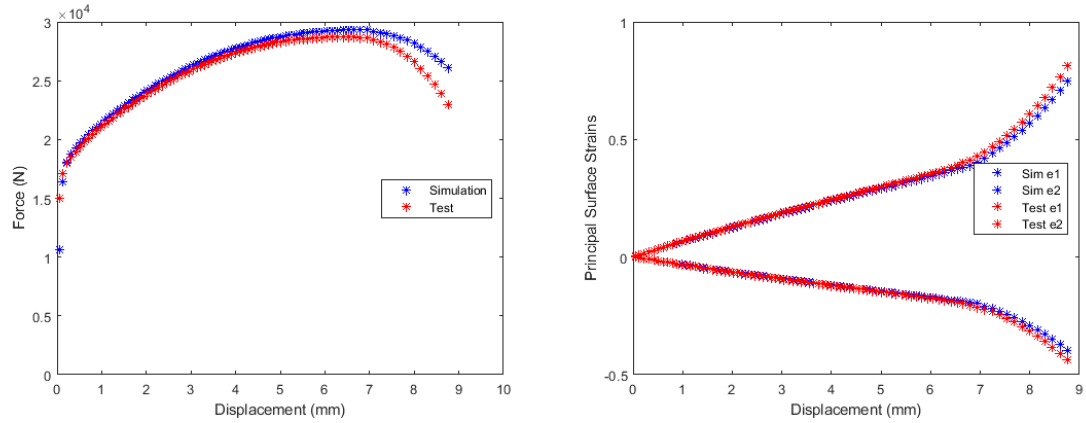 × 10^4
3
2.5
2
1.5
1
0.5
0
0 1 2 3 4 5 6 7 8 9 10
Force (N)
Displacement (mm)
Simulation
Test
1
0.5
0
-0.5
0 1 2 3 4 5 6 7 8 9
Principal Surface Strains
Displacement (mm)
Sim e1
Sim e2
Test e1
Test e2